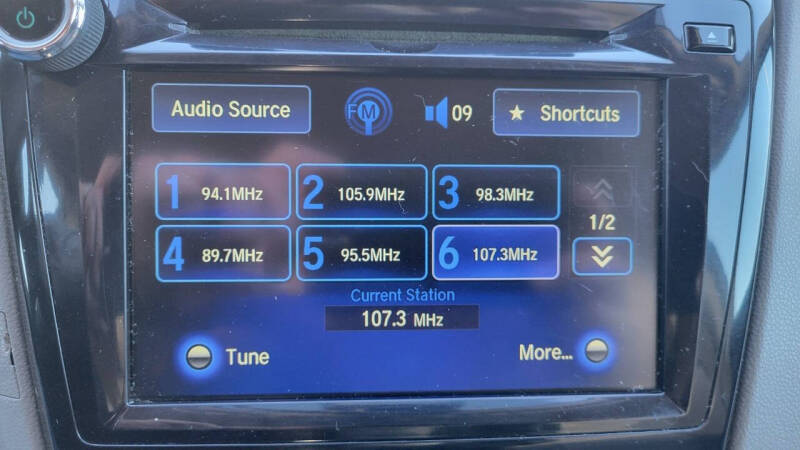 Audio Source FM 09 ★ Shortcuts
1 94.1MHz 2 105.9MHz 3 98.3MHz
1/2
4 89.7MHz 5 95.5MHz 6 107.3MHz
Current Station
107.3 MHz
Tune More...